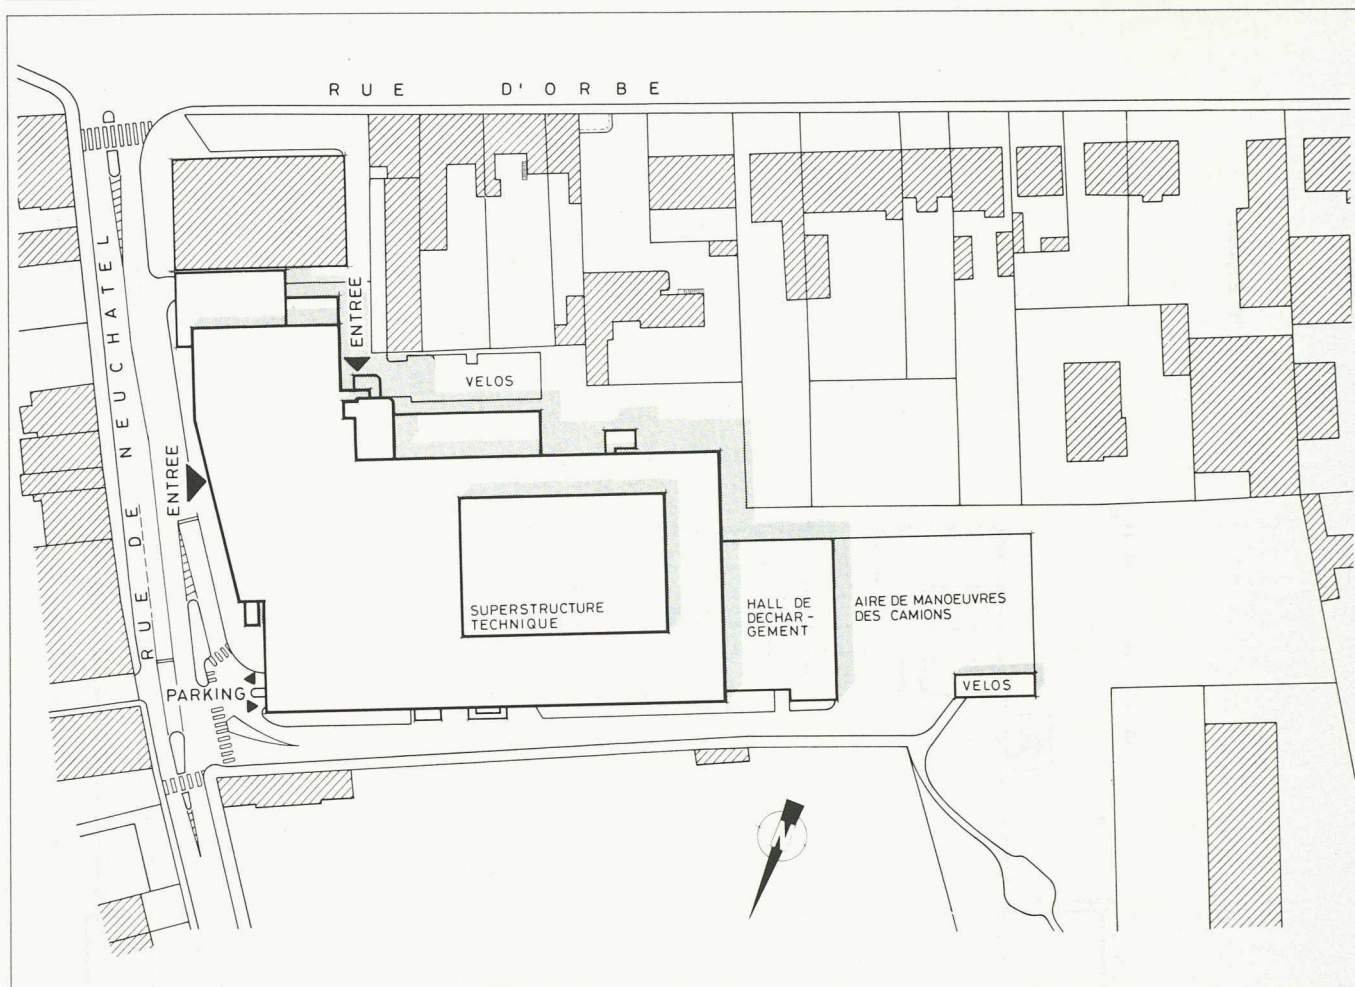 RUE D'ORBE
RUE DE NEUCHATEL
ENTREE
VELOS
ENTREE
SUPERSTRUCTURE
TECHNIQUE
HALL DE
DECHAR-
GEMENT
AIRE DE MANOEUVRES
DES CAMIONS
VELOS
PARKING
N